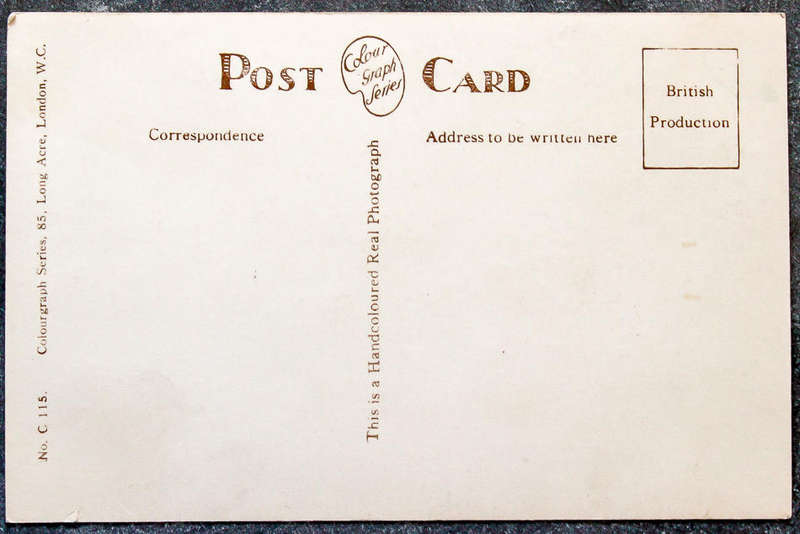 POST CARD
Colour
Graph
Series
British
Production
Correspondence
Address to be written here
This is a Handcoloured Real Photograph
No. C 115. Colourgraph Series, 85, Long Acre, London, W.C.